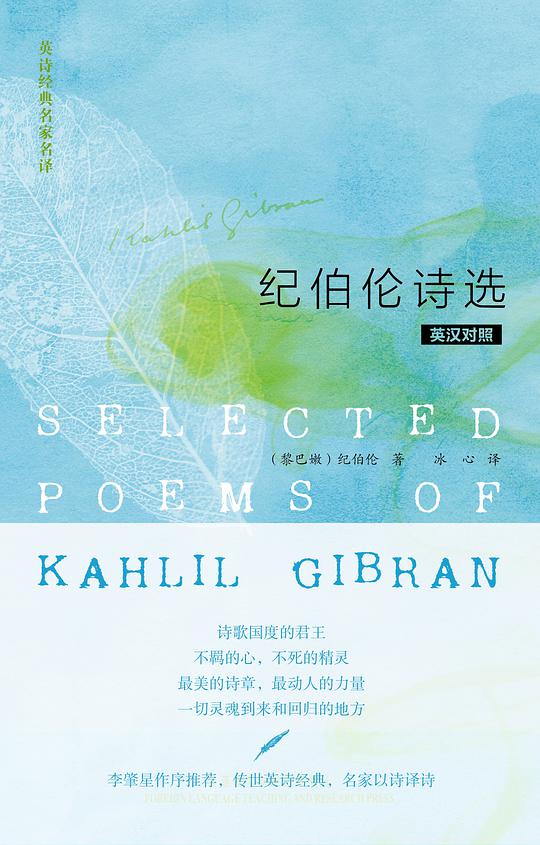 英诗经典名家名译
Kahlil Gibran
纪伯伦诗选
英汉对照
SELECTED
（黎巴嫩）纪伯伦 著 冰 心 译
POEMS OF
KAHLIL GIBRAN
诗歌国度的君王
不羁的心，不死的精灵
最美的诗章，最动人的力量
一切灵魂到来和回归的地方
李肇星作序推荐，传世英诗经典，名家以诗译诗
FOREIGN LANGUAGE TEACHING AND RESEARCH PRESS